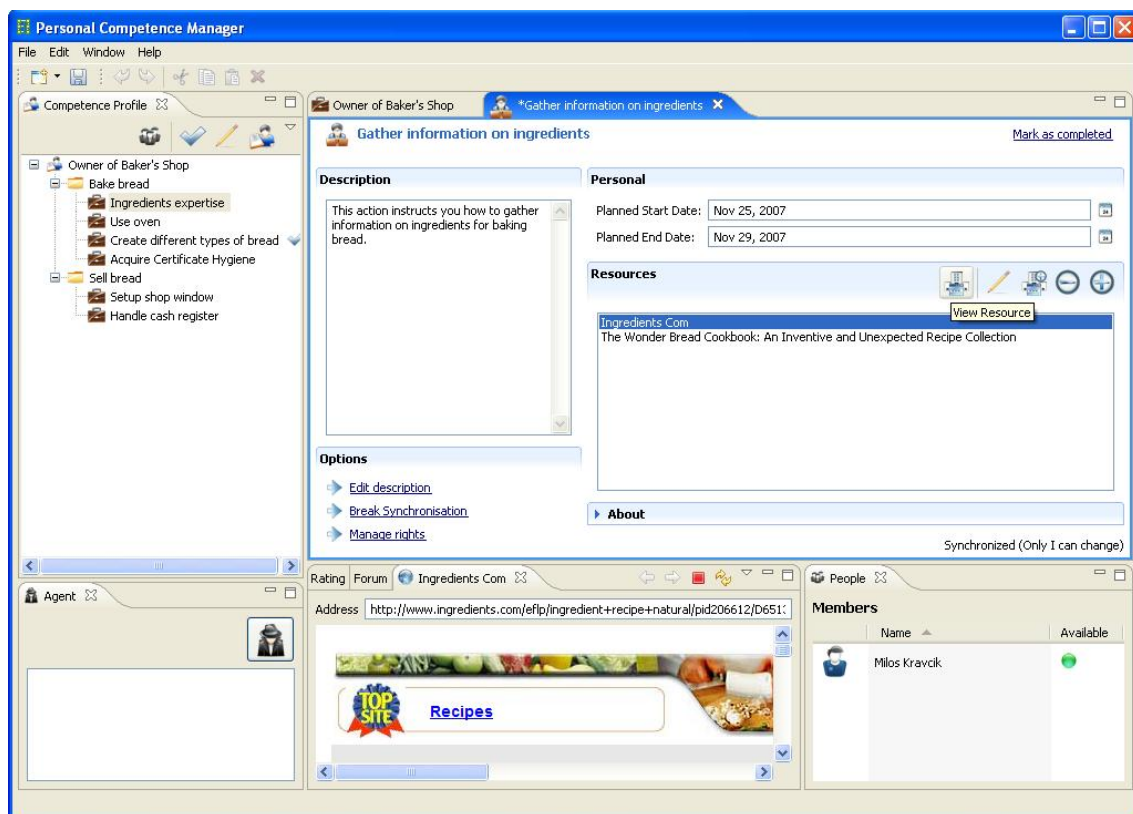 Personal Competence Manager
File Edit Window Help
Competence Profile
Owner of Baker's Shop
Bake bread
Ingredients expertise
Use oven
Create different types of bread
Acquire Certificate Hygiene
Sell bread
Setup shop window
Handle cash register
Agent
Owner of Baker's Shop
*Gather information on ingredients
Gather information on ingredients
Mark as completed
Description
This action instructs you how to gather
information on ingredients for baking
bread.
Options
Edit description
Break Synchronisation
Manage rights
Personal
Planned Start Date: Nov 25, 2007
Planned End Date: Nov 29, 2007
Resources
View Resource
Ingredients Com
The Wonder Bread Cookbook: An Inventive and Unexpected Recipe Collection
About
Synchronized (Only I can change)
Rating Forum Ingredients Com
Address http://www.ingredients.com/eflp/ingredient+recipe+natural/pid206612/D651
TOP
SITE
Recipes
People
Members
Name Available
Milos Kravcik